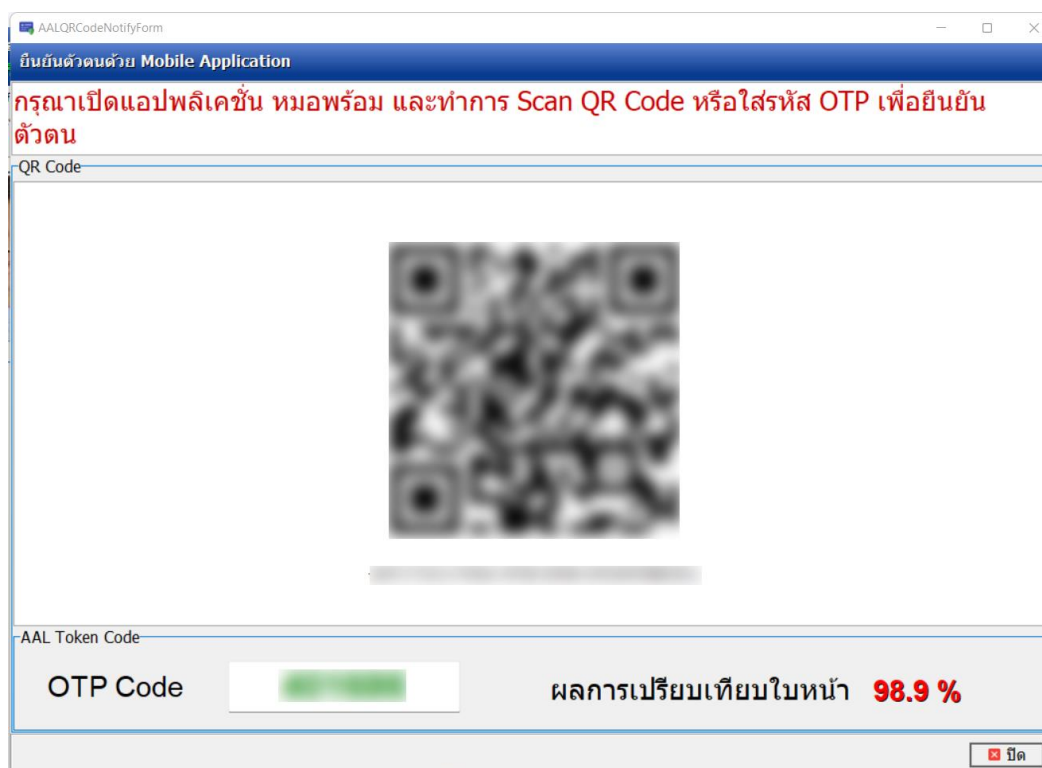 AALQRCodeNotifyForm
ยืนยันตัวตนด้วย Mobile Application
กรุณาเปิดแอปพลิเคชั่น หมอพร้อม และทำการ Scan QR Code หรือใส่รหัส OTP เพื่อยืนยัน
ตัวตน
QR Code
AAL Token Code
OTP Code
ผลการเปรียบเทียบใบหน้า 98.9 %
ปิด